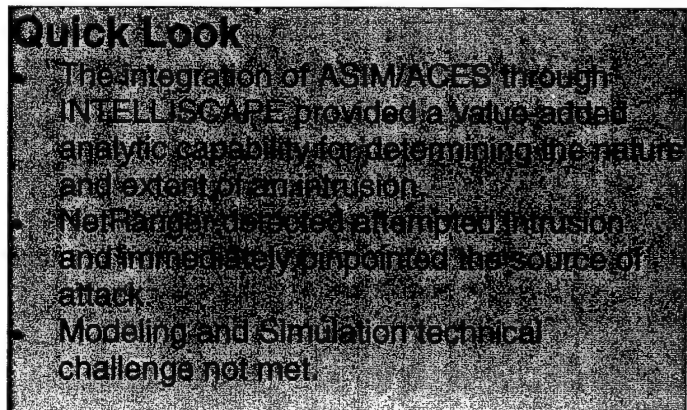 Quick Look
• The integration of ASIM/ACES through
INTELLISCAPE provided a value-added
analytic capability for determining the nature
and extent of an intrusion.
• NetRanger detected attempted intrusion
and immediately pinpointed the source of
attack.
• Modeling and Simulation technical
challenge not met.